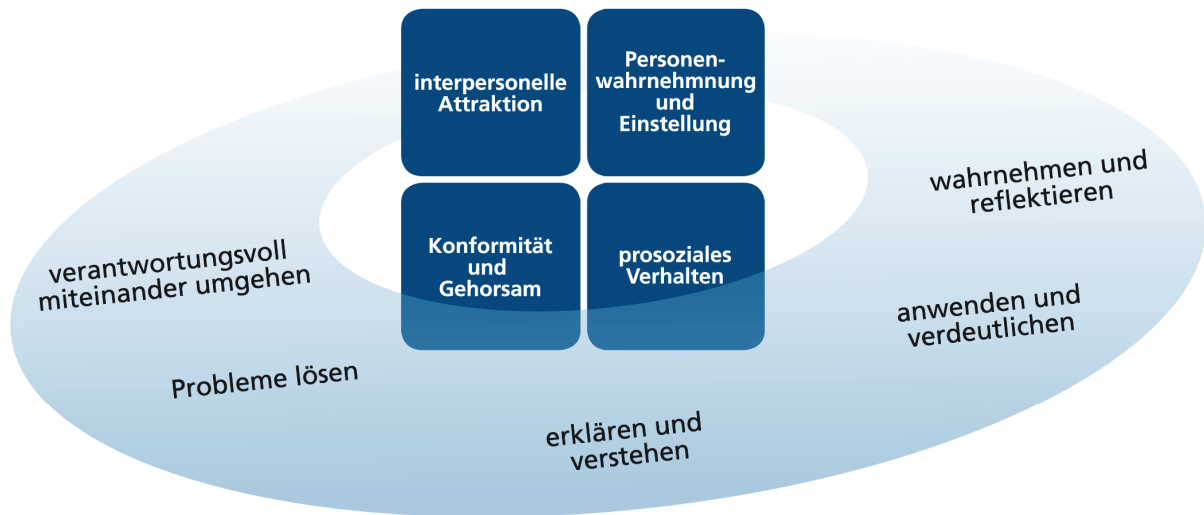 interpersonelle
Attraktion
Personen-
wahrnehmnung
und
Einstellung
Konformität
und
Gehorsam
prosoziales
Verhalten
wahrnehmen und
reflektieren
anwenden und
verdeutlichen
erklären und
verstehen
Probleme lösen
verantwortungsvoll
miteinander umgehen